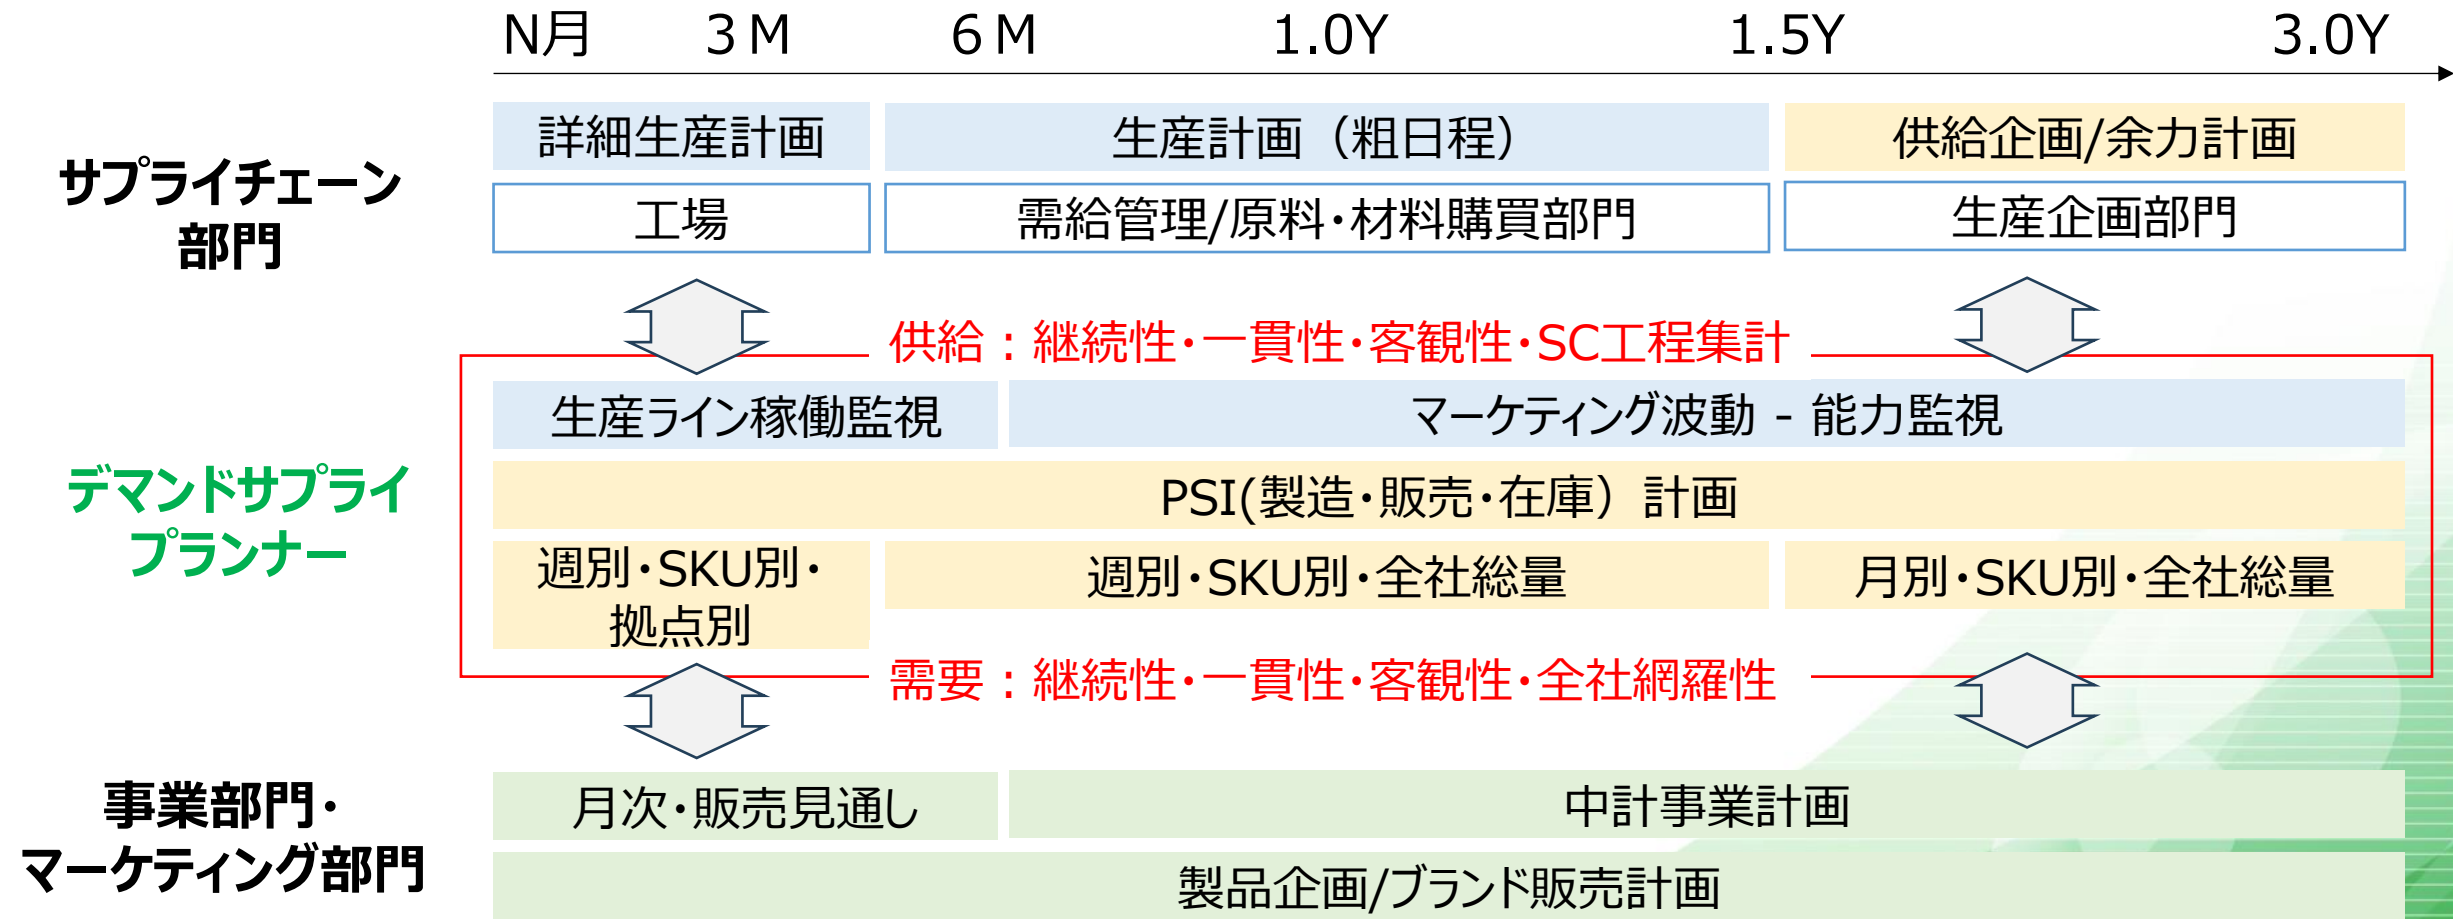 N月 3M 6M 1.0Y 1.5Y 3.0Y
サプライチェーン
部門
詳細生産計画
生産計画（粗日程）
供給企画/余力計画
工場
需給管理/原料・材料購買部門
生産企画部門
供給：継続性・一貫性・客観性・SC工程集計
デマンドサプライ
プランナー
生産ライン稼働監視
マーケティング波動 - 能力監視
PSI(製造・販売・在庫）計画
週別・SKU別・
拠点別
週別・SKU別・全社総量
月別・SKU別・全社総量
需要：継続性・一貫性・客観性・全社網羅性
事業部門・
マーケティング部門
月次・販売見通し
中計事業計画
製品企画/ブランド販売計画